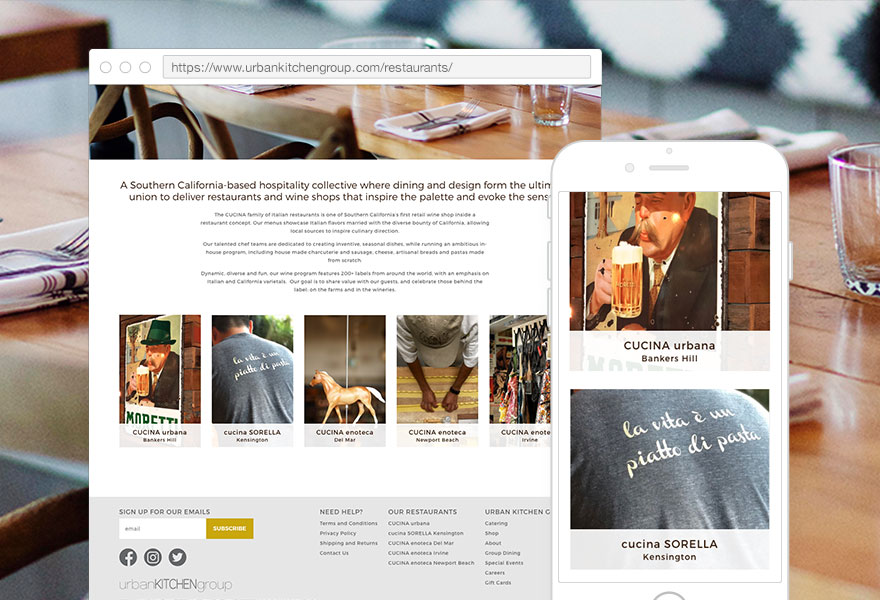 https://www.urbankitchengroup.com/restaurants/
A Southern California-based hospitality collective where dining and design form the ultim
union to deliver restaurants and wine shops that inspire the palette and evoke the sens
The CUCINA family of Italian restaurants is one of Southern California's first retail wine shop inside a
restaurant concept. Our menus showcase Italian flavors married with the diverse bounty of California, allowing
local sources to inspire culinary direction.
Our talented chef teams are dedicated to creating inventive, seasonal dishes, while running an ambitious in-
house program, including house made charcuterie and sausage, cheese, artisanal breads and pastas made
from scratch.
Dynamic, diverse and fun, our wine program features 200+ labels from around the world, with an emphasis on
Italian and California varietals. Our goal is to share value with our guests, and celebrate those behind the
label: on the farms and in the wineries.
MORETTI
CUCINA urbana
Bankers Hill
la vita è un
piatto di pasta
cucina SORELLA
Kensington
CUCINA enoteca
Del Mar
CUCINA enoteca
Newport Beach
CUCINA enote
Irvine
SIGN UP FOR OUR EMAILS
email
SUBSCRIBE
urbanKITCHENgroup
NEED HELP?
Terms and Conditions
Privacy Policy
Shipping and Returns
Contact Us
OUR RESTAURANTS
CUCINA urbana
cucina SORELLA Kensington
CUCINA enoteca Del Mar
CUCINA enoteca Irvine
CUCINA enoteca Newport Beach
URBAN KITCHEN G
Catering
Shop
About
Group Dining
Special Events
Careers
Gift Cards
CUCINA urbana
Bankers Hill
la vita è un
piatto di pasta
cucina SORELLA
Kensington